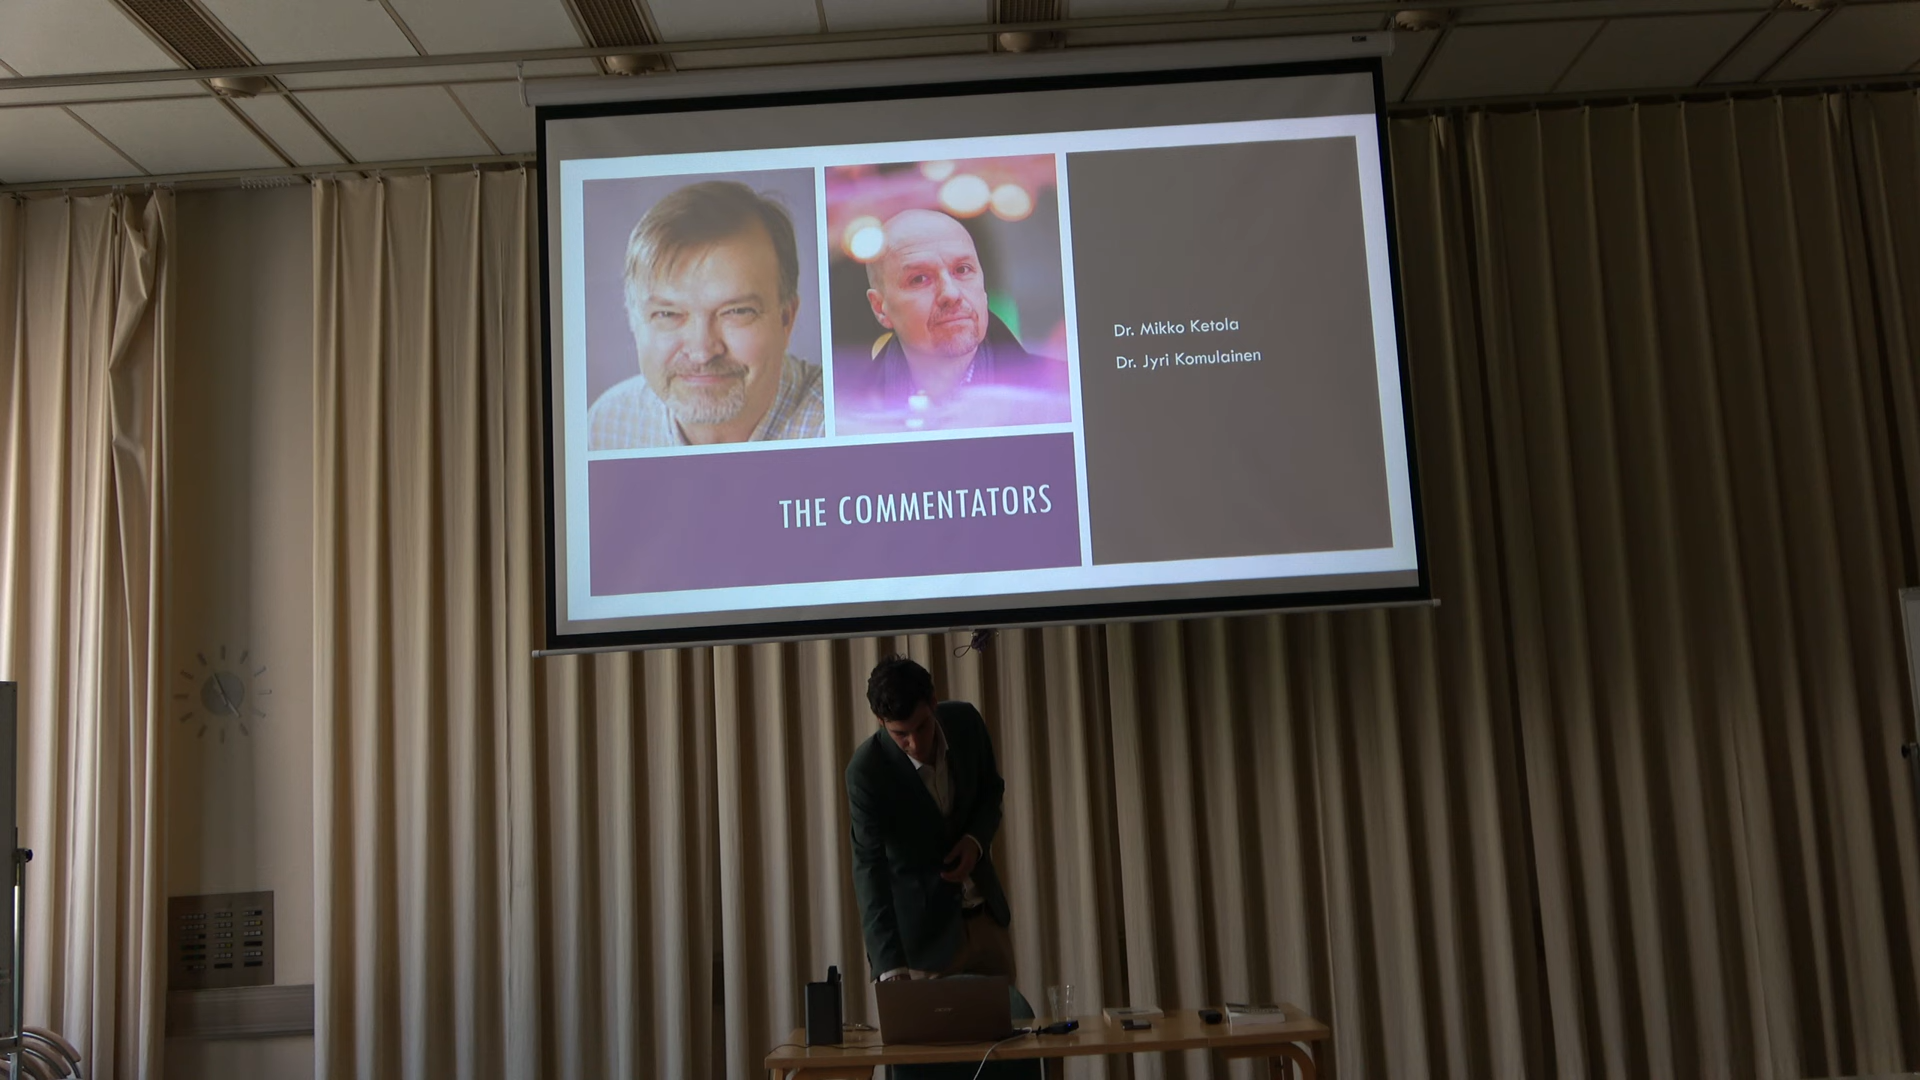 Dr. Mikko Ketola
Dr. Jyri Komulainen
THE COMMENTATORS